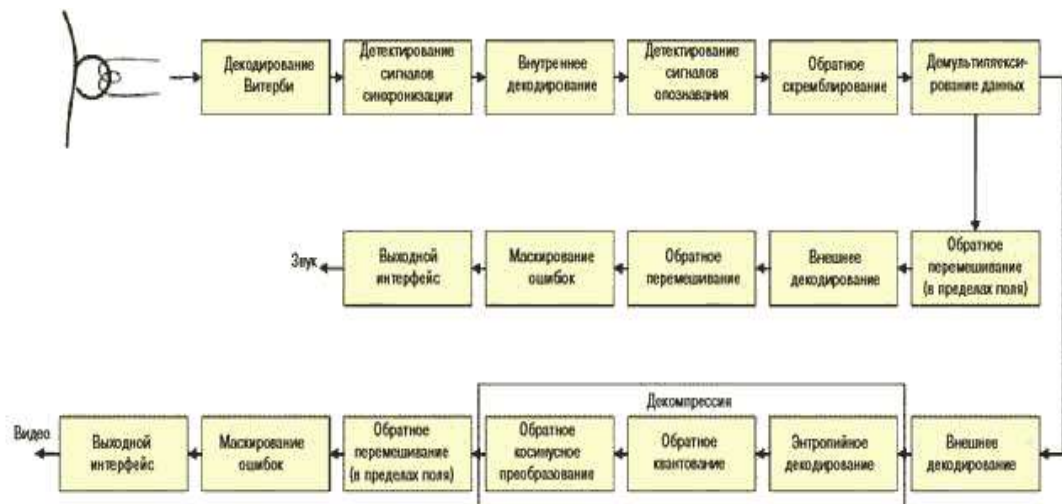 Декодирование
Витерби
Детектирование
сигналов
синхронизации
Внутреннее
декодирование
Детектирование
сигналов
опознавания
Обратное
скремблирование
Демультиплекси-
рование данных
Звук
Выходной
интерфейс
Маскирование
ошибок
Обратное
перемешивание
Внешнее
декодирование
Обратное
перемешивание
(в пределах поля)
Декомпрессия
Видео
Выходной
интерфейс
Маскирование
ошибок
Обратное
перемешивание
(в пределах поля)
Обратное
косинусное
преобразование
Обратное
квантование
Энтропийное
декодирование
Внешнее
декодирование